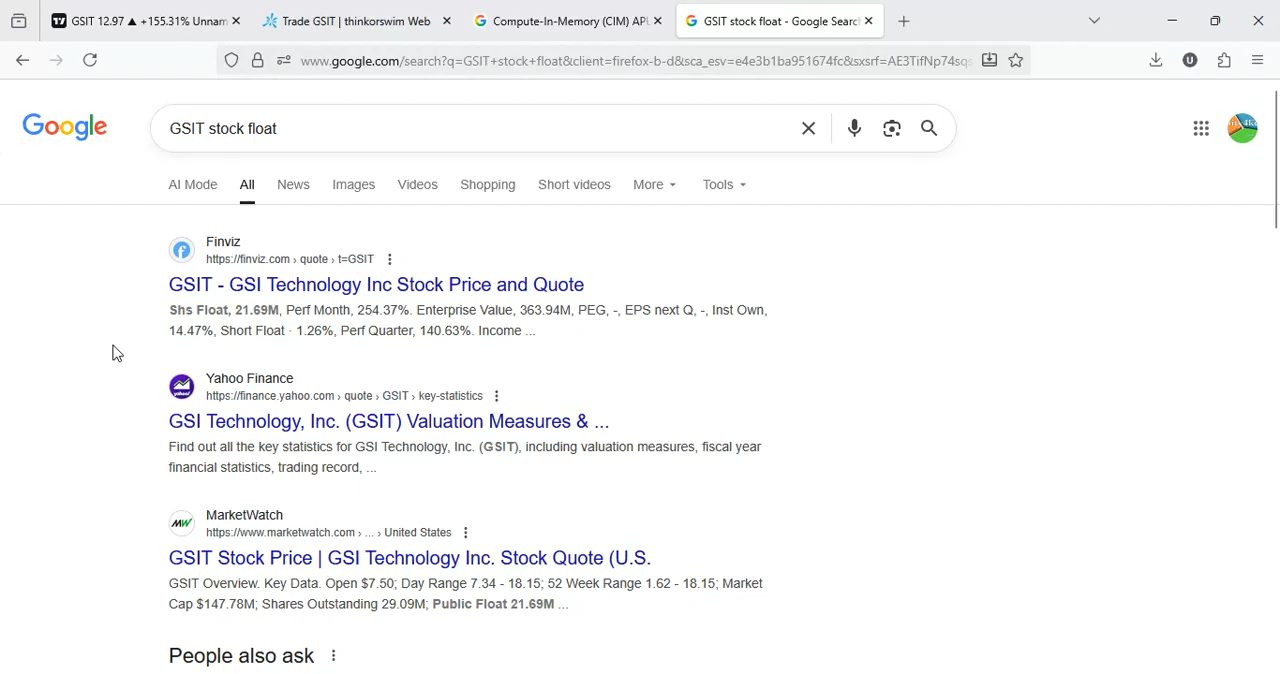 GSIT 12.97 ▲ +155.31% Unnam
Trade GSIT | thinkorswim Web
Compute-In-Memory (CIM) APU
GSIT stock float - Google Search
www.google.com/search?q=GSIT+stock+float&client=firefox-b-d&sca_esv=e4e3b1ba951674fc&sxsrf=AE3TifNp74sqs
Google
GSIT stock float
AI Mode All News Images Videos Shopping Short videos More Tools
Finviz
https://finviz.com › quote › t=GSIT
GSIT - GSI Technology Inc Stock Price and Quote
Shs Float, 21.69M, Perf Month, 254.37%. Enterprise Value, 363.94M, PEG, -, EPS next Q, -, Inst Own,
14.47%, Short Float · 1.26%, Perf Quarter, 140.63%. Income ...
Yahoo Finance
https://finance.yahoo.com › quote › GSIT › key-statistics
GSI Technology, Inc. (GSIT) Valuation Measures & ...
Find out all the key statistics for GSI Technology, Inc. (GSIT), including valuation measures, fiscal year
financial statistics, trading record, ...
MW
MarketWatch
https://www.marketwatch.com › ... › United States
GSIT Stock Price | GSI Technology Inc. Stock Quote (U.S.
GSIT Overview. Key Data. Open $7.50; Day Range 7.34 - 18.15; 52 Week Range 1.62 - 18.15; Market
Cap $147.78M; Shares Outstanding 29.09M; Public Float 21.69M ...
People also ask